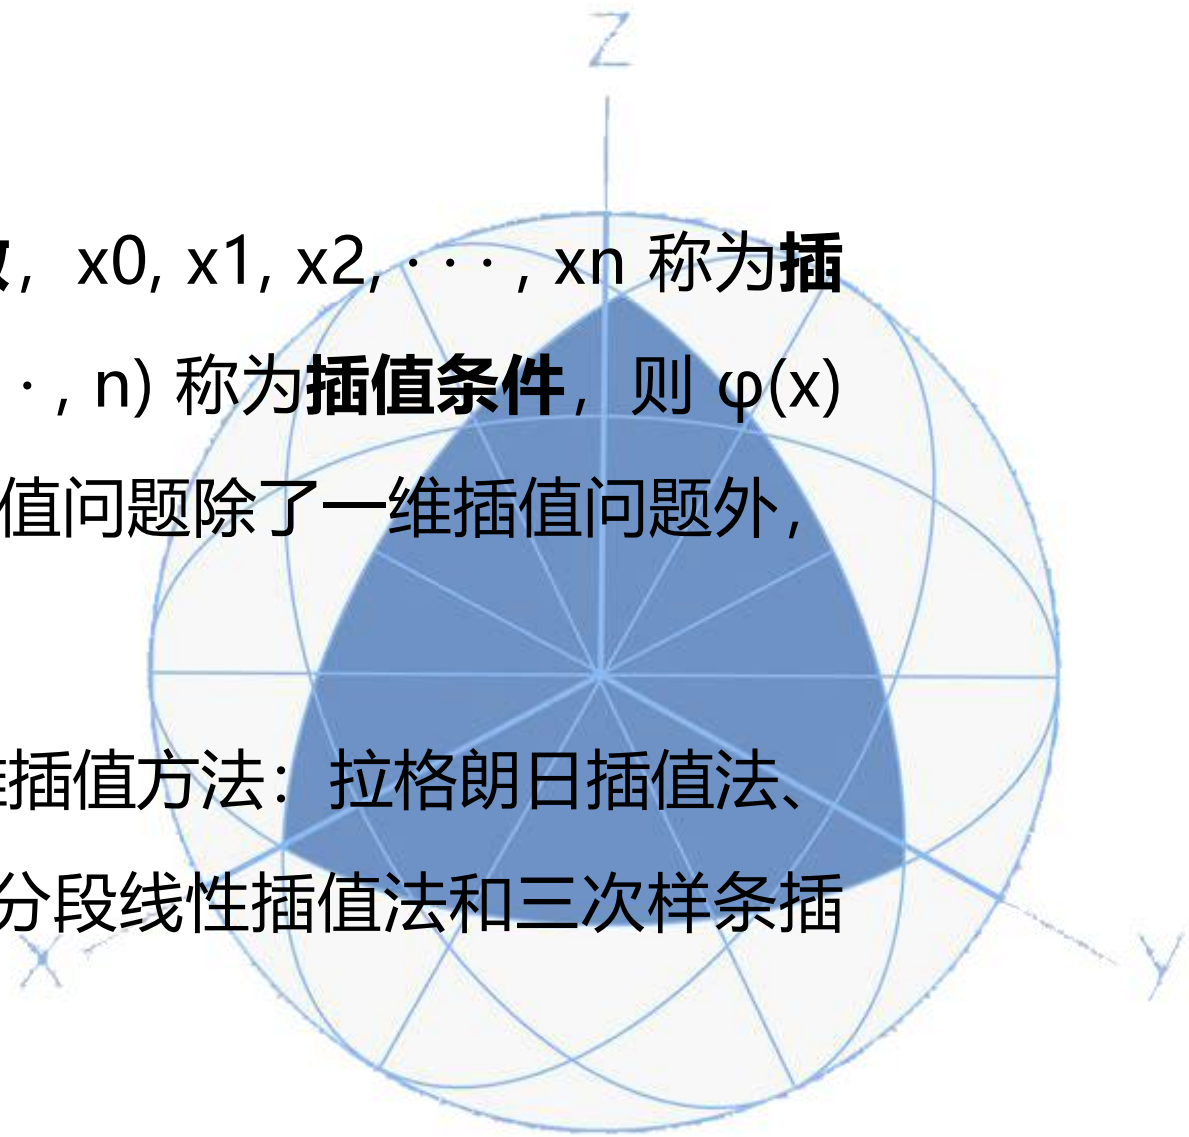 Z
，x0, x1, x2, · · · , xn 称为插
· , n) 称为插值条件，则 φ(x)
值问题除了一维插值问题外，
插值方法：拉格朗日插值法、
分段线性插值法和三次样条插
X
Y